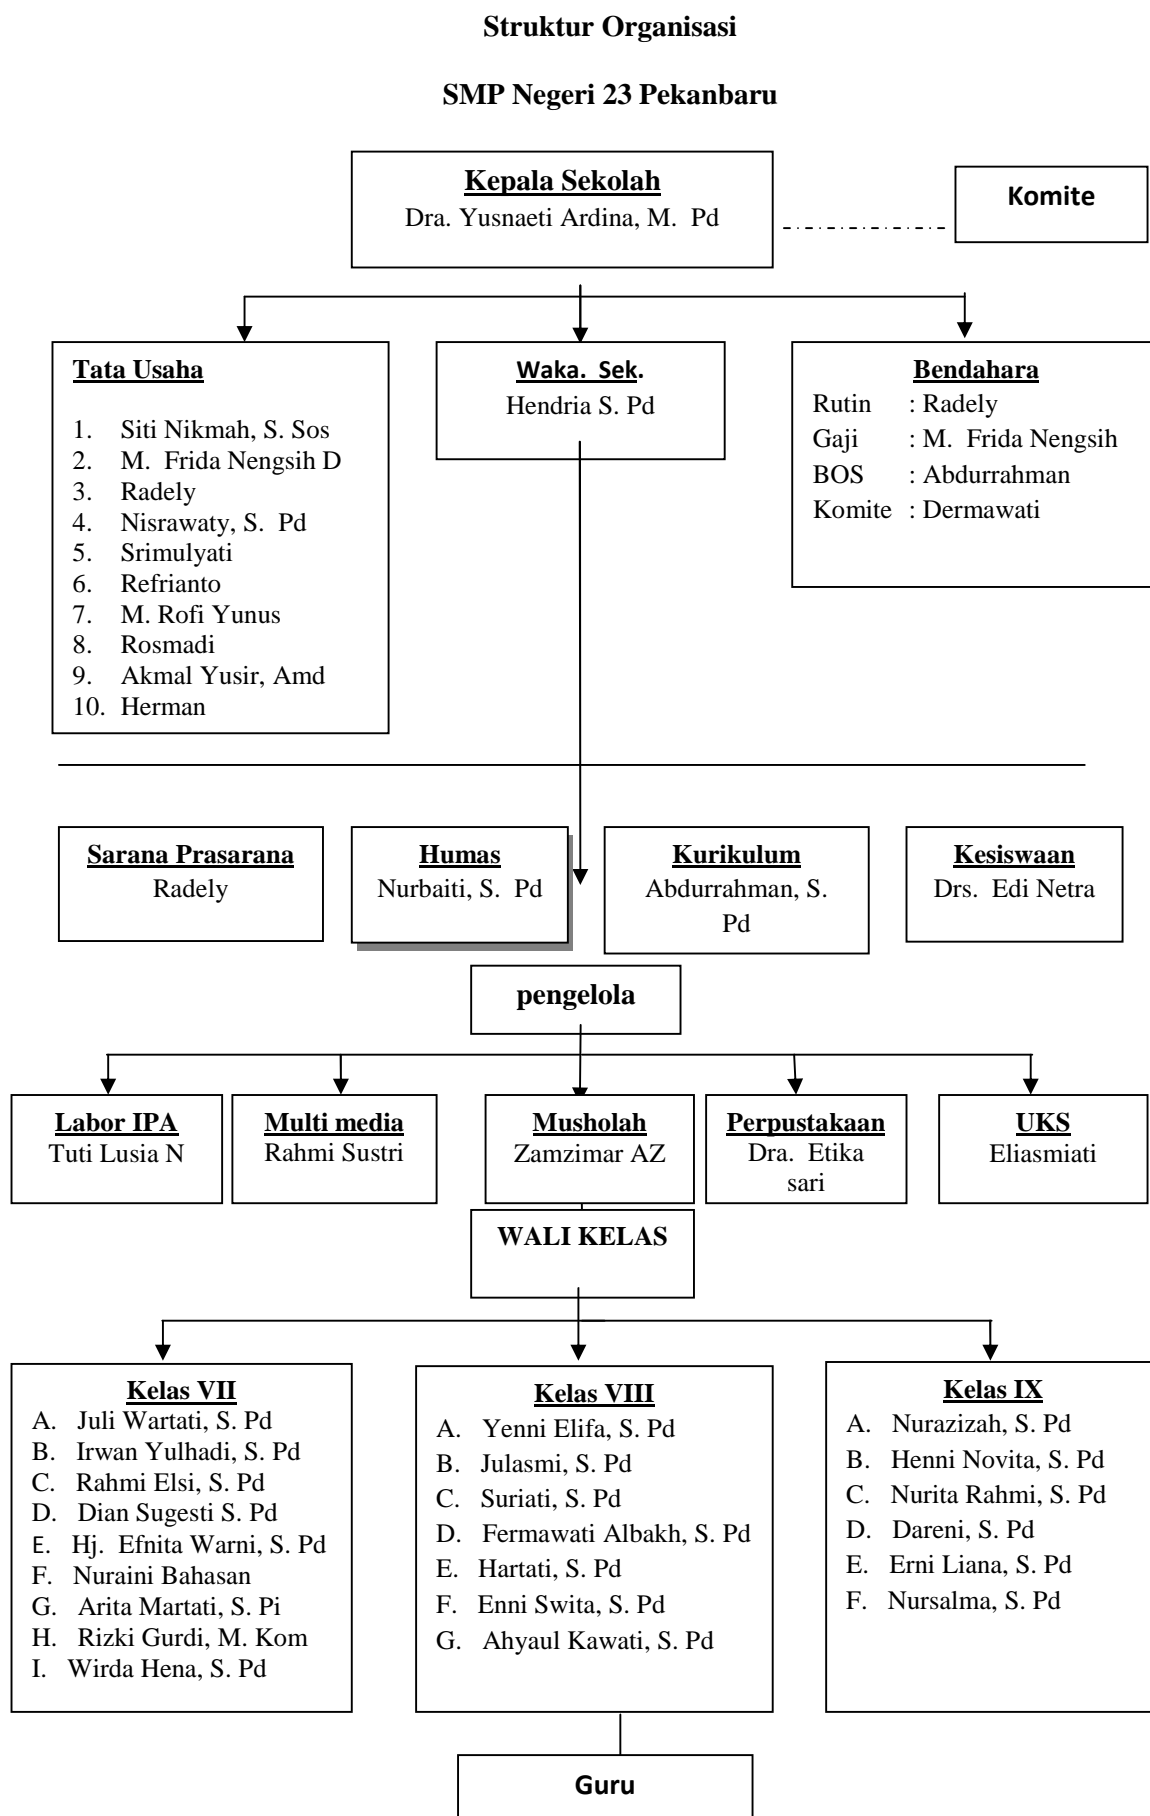 Struktur Organisasi
SMP Negeri 23 Pekanbaru
Kepala Sekolah
Dra. Yusnaeti Ardina, M. Pd
Komite
Tata Usaha
1. Siti Nikmah, S. Sos
2. M. Frida Nengsih D
3. Radely
4. Nisrawaty, S. Pd
5. Srimulyati
6. Refrianto
7. M. Rofi Yunus
8. Rosmadi
9. Akmal Yusir, Amd
10. Herman
Waka. Sek.
Hendria S. Pd
Bendahara
Rutin : Radely
Gaji : M. Frida Nengsih
BOS : Abdurrahman
Komite : Dermawati
Sarana Prasarana
Radely
Humas
Nurbaiti, S. Pd
Kurikulum
Abdurrahman, S.
Pd
Kesiswaan
Drs. Edi Netra
pengelola
Labor IPA
Tuti Lusia N
Multi media
Rahmi Sustri
Musholah
Zamzimar AZ
Perpustakaan
Dra. Etika
sari
UKS
Eliasmiati
WALI KELAS
Kelas VII
A. Juli Wartati, S. Pd
B. Irwan Yulhadi, S. Pd
C. Rahmi Elsi, S. Pd
D. Dian Sugesti S. Pd
E. Hj. Efnita Warni, S. Pd
F. Nuraini Bahasan
G. Arita Martati, S. Pi
H. Rizki Gurdi, M. Kom
I. Wirda Hena, S. Pd
Kelas VIII
A. Yenni Elifa, S. Pd
B. Julasmi, S. Pd
C. Suriati, S. Pd
D. Fermawati Albakh, S. Pd
E. Hartati, S. Pd
F. Enni Swita, S. Pd
G. Ahyaul Kawati, S. Pd
Kelas IX
A. Nurazizah, S. Pd
B. Henni Novita, S. Pd
C. Nurita Rahmi, S. Pd
D. Dareni, S. Pd
E. Erni Liana, S. Pd
F. Nursalma, S. Pd
Guru